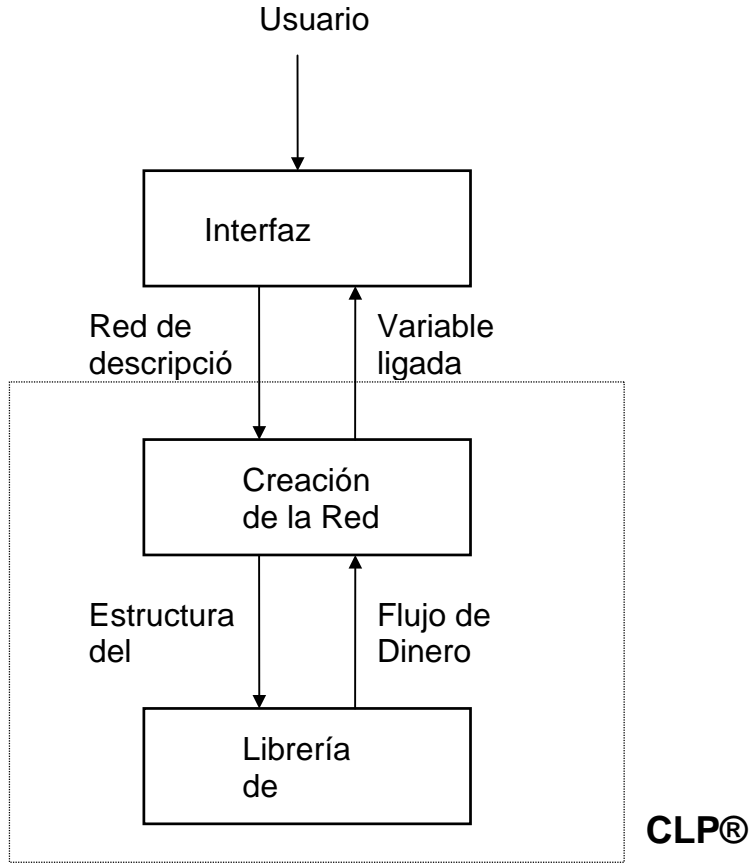 Usuario
Interfaz
Red de
descripció
Variable
ligada
Creación
de la Red
Estructura
del
Flujo de
Dinero
Librería
de
CLP®